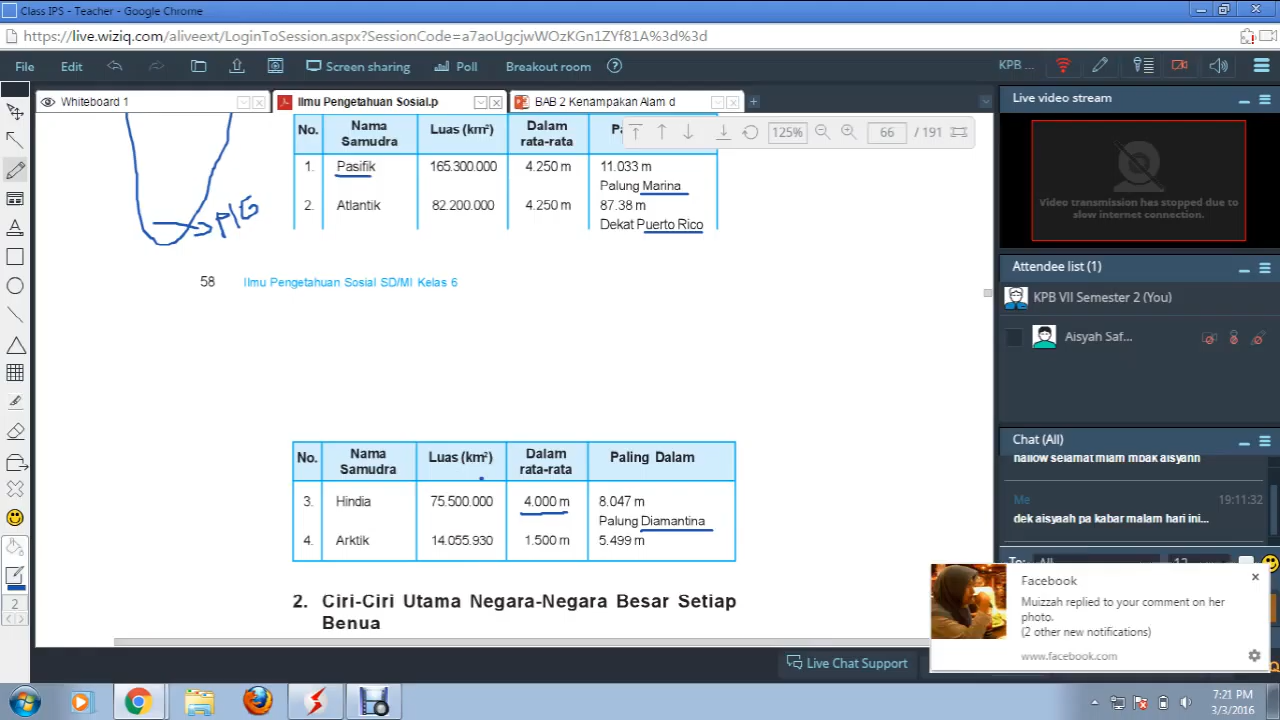 Class IPS - Teacher - Google Chrome
https://live.wiziq.com/aliveext/LoginToSession.aspx?SessionCode=a7aoUgcjwWOzKGn1ZYf81A%3d%3d
File Edit Screen sharing Poll Breakout room ? KPB ...
Whiteboard 1 Ilmu Pengetahuan Sosial.p BAB 2 Kenampakan Alam d +
Live video stream
Video transmission has stopped due to slow internet connection.
125% 66 / 191
No. Nama Samudra Luas (km²) Dalam rata-rata
1. Pasifik 165.300.000 4.250 m 11.033 m
Palung Marina
2. Atlantik 82.200.000 4.250 m 87.38 m
Dekat Puerto Rico
58 Ilmu Pengetahuan Sosial SD/MI Kelas 6
Attendee list (1)
KPB VII Semester 2 (You)
Aisyah Saf...
No. Nama Samudra Luas (km²) Dalam rata-rata Paling Dalam
3. Hindia 75.500.000 4.000 m 8.047 m
Palung Diamantina
4. Arktik 14.055.930 1.500 m 5.499 m
2. Ciri-Ciri Utama Negara-Negara Besar Setiap
Benua
Chat (All)
hallow selamat mlam mbak aisyahh
Me 19:11:32
dek aisyaah pa kabar malam hari ini...
Facebook
Muizzah replied to your comment on her
photo.
(2 other new notifications)
www.facebook.com
Live Chat Support
2
7:21 PM
3/3/2016